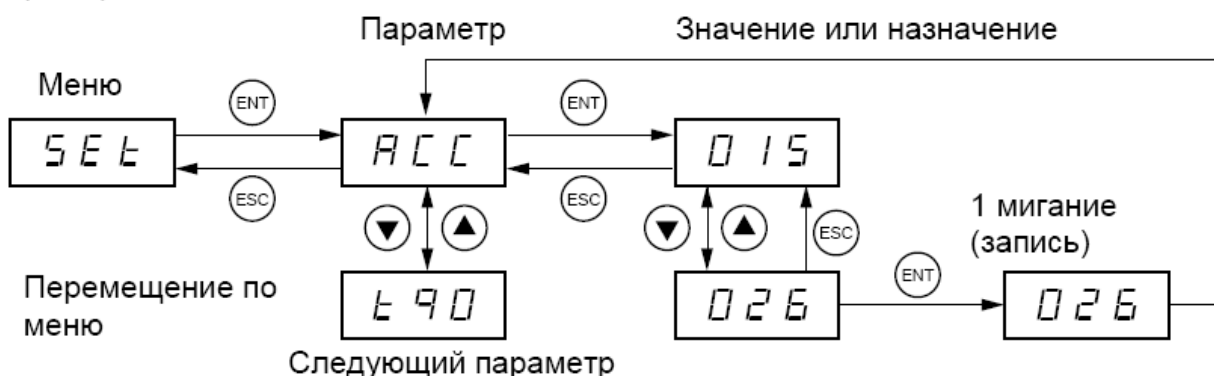 Параметр
Значение или назначение
Меню
ENT
ENT
SEt
ACC
015
ESC
ESC
ESC
1 мигание
(запись)
ENT
Перемещение по
меню
t90
026
026
Следующий параметр